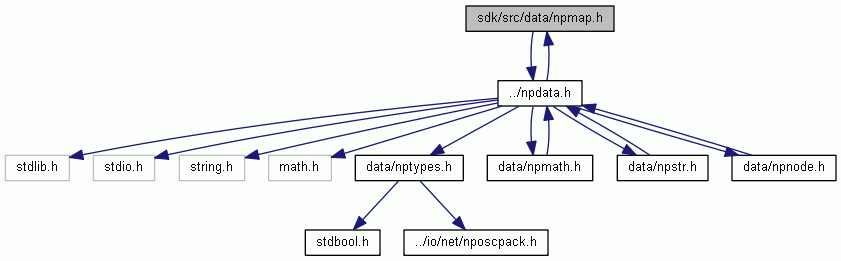 sdk/src/data/npmap.h
../npdata.h
stdlib.h
stdio.h
string.h
math.h
data/nptypes.h
data/npmath.h
data/npstr.h
data/npnode.h
stdbool.h
../io/net/nposcpack.h